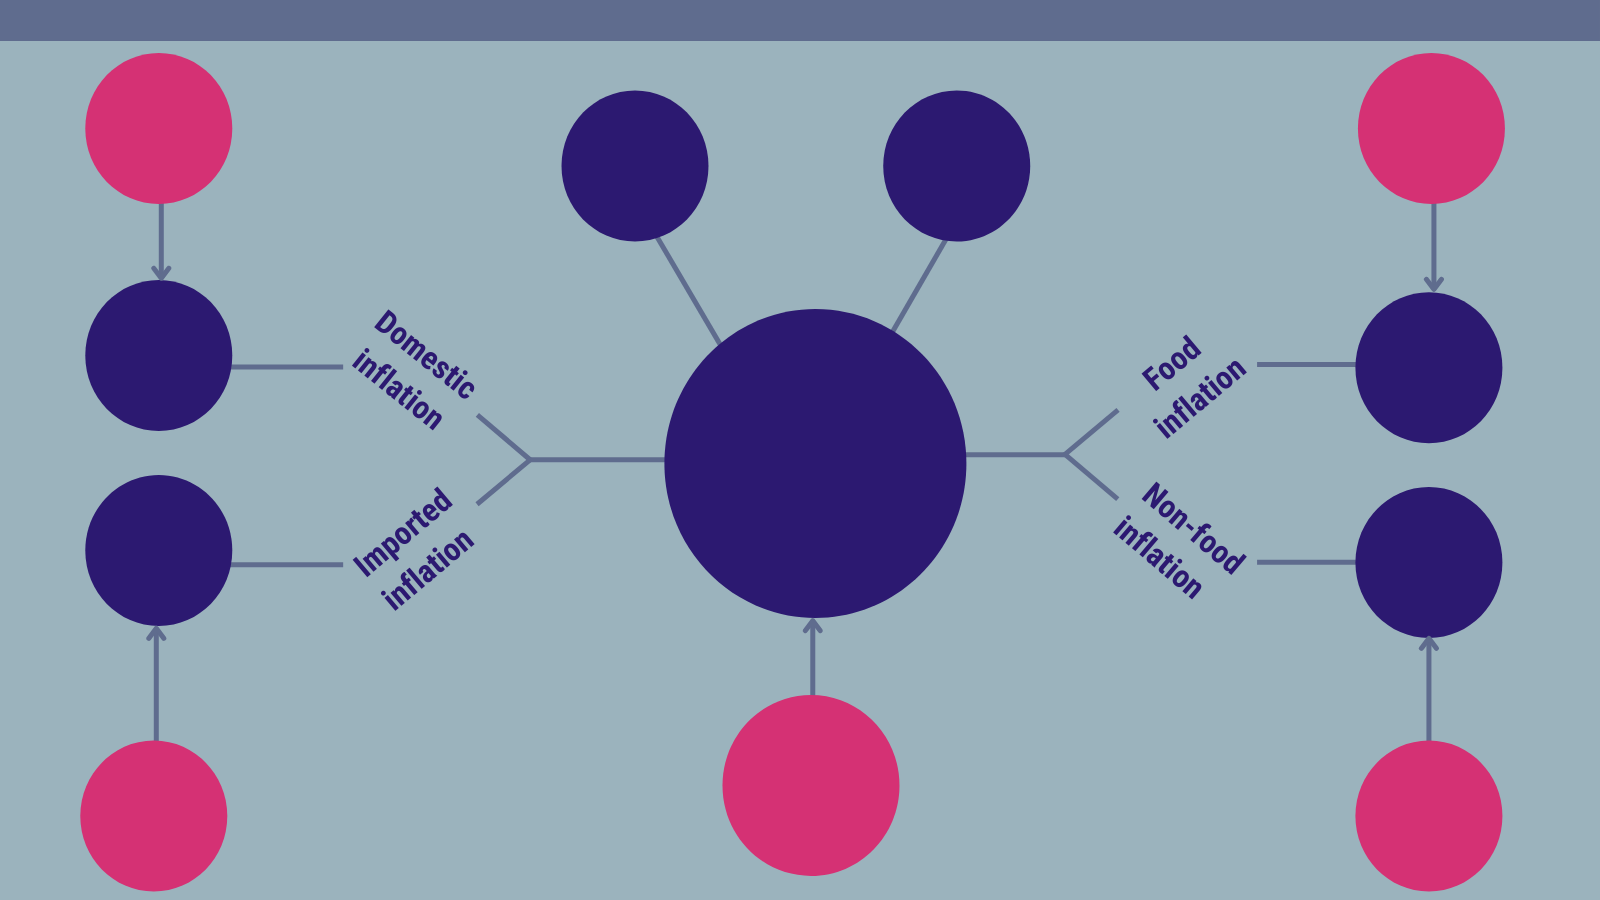 Domestic
inflation
Imported
inflation
Food
inflation
Non-food
inflation